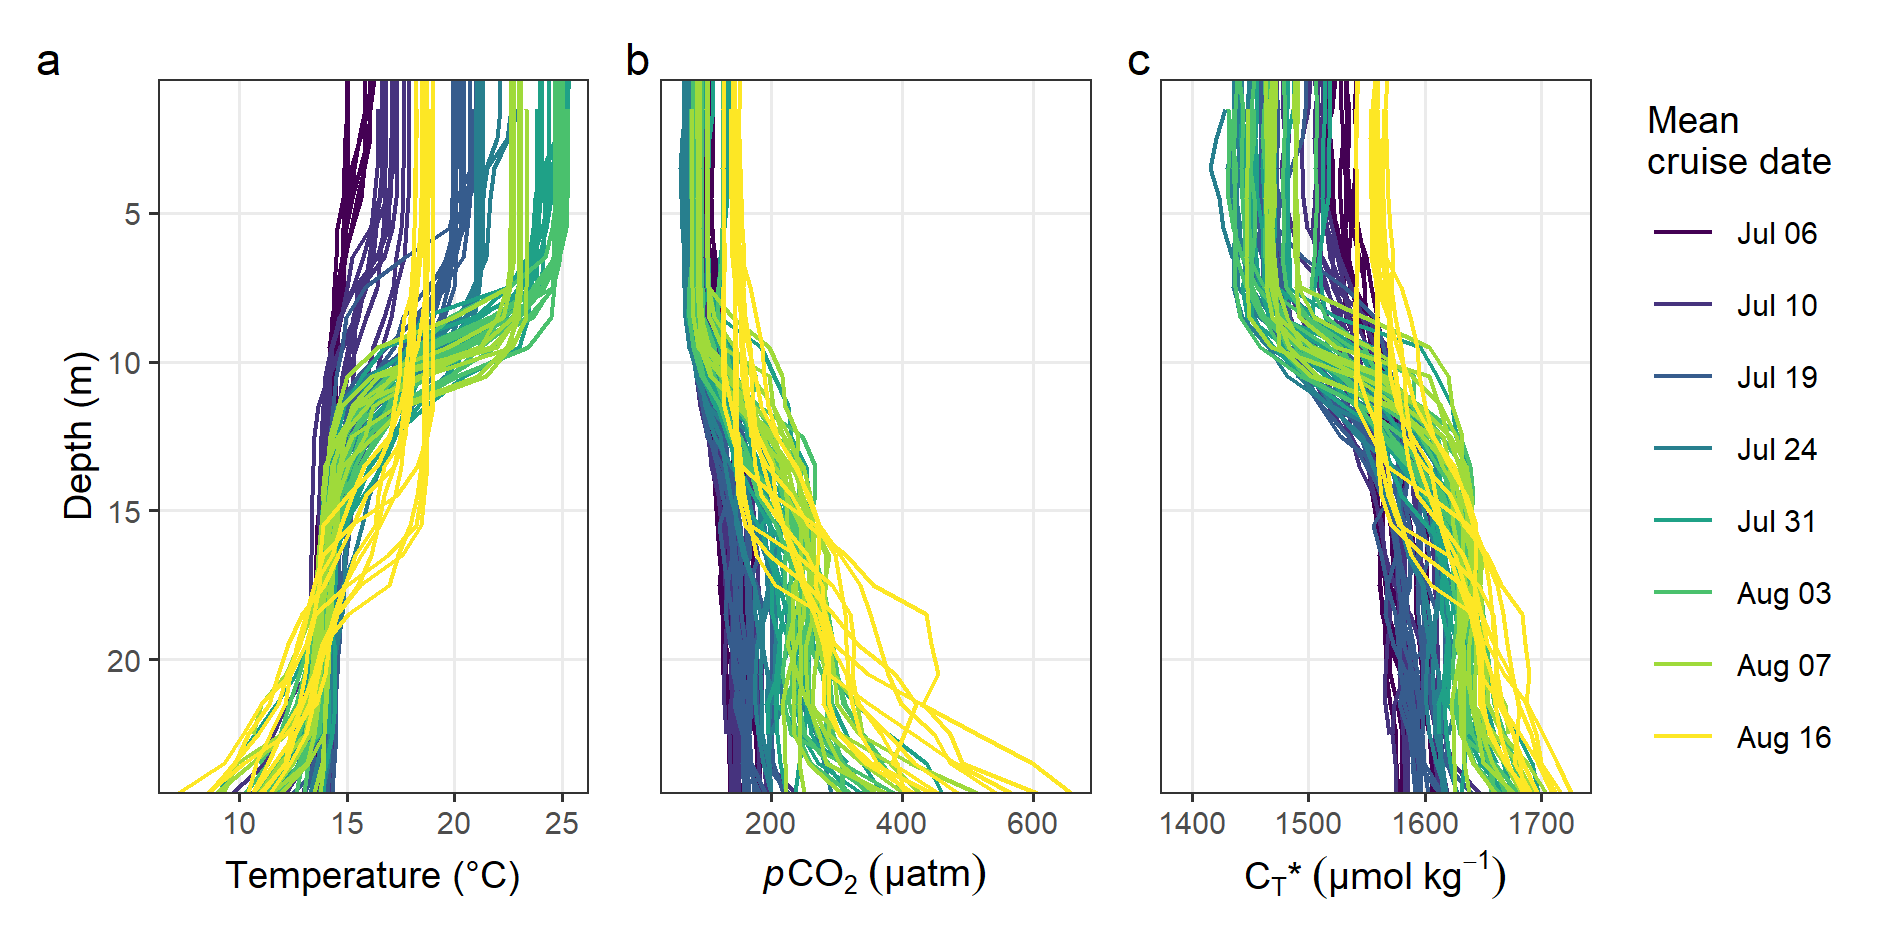 a
b
c
Depth (m)
5
10
15
20
10 15 20 25
Temperature (°C)
200 400 600
pCO₂ (µatm)
1400 1500 1600 1700
C_T* (µmol kg⁻¹)
Mean
cruise date
Jul 06
Jul 10
Jul 19
Jul 24
Jul 31
Aug 03
Aug 07
Aug 16